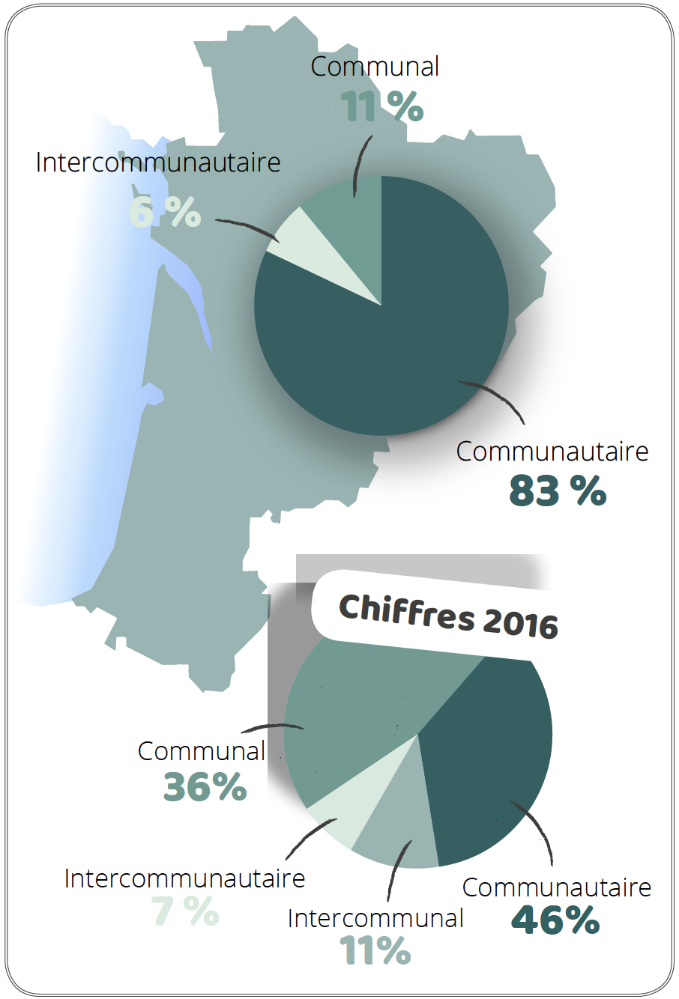 Communal
11 %
Intercommunautaire
6 %
Communautaire
83 %
Chiffres 2016
Communal
36%
Intercommunautaire
7 %
Communautaire
46%
Intercommunal
11%